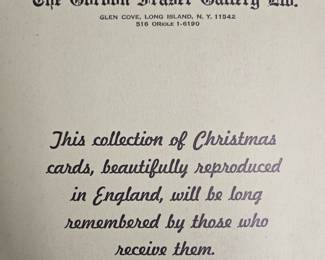 The Gordon Fraser Gallery Ltd.
GLEN COVE, LONG ISLAND, N. Y. 11542
516 ORiole 1-6190
This collection of Christmas
cards, beautifully reproduced
in England, will be long
remembered by those who
receive them.